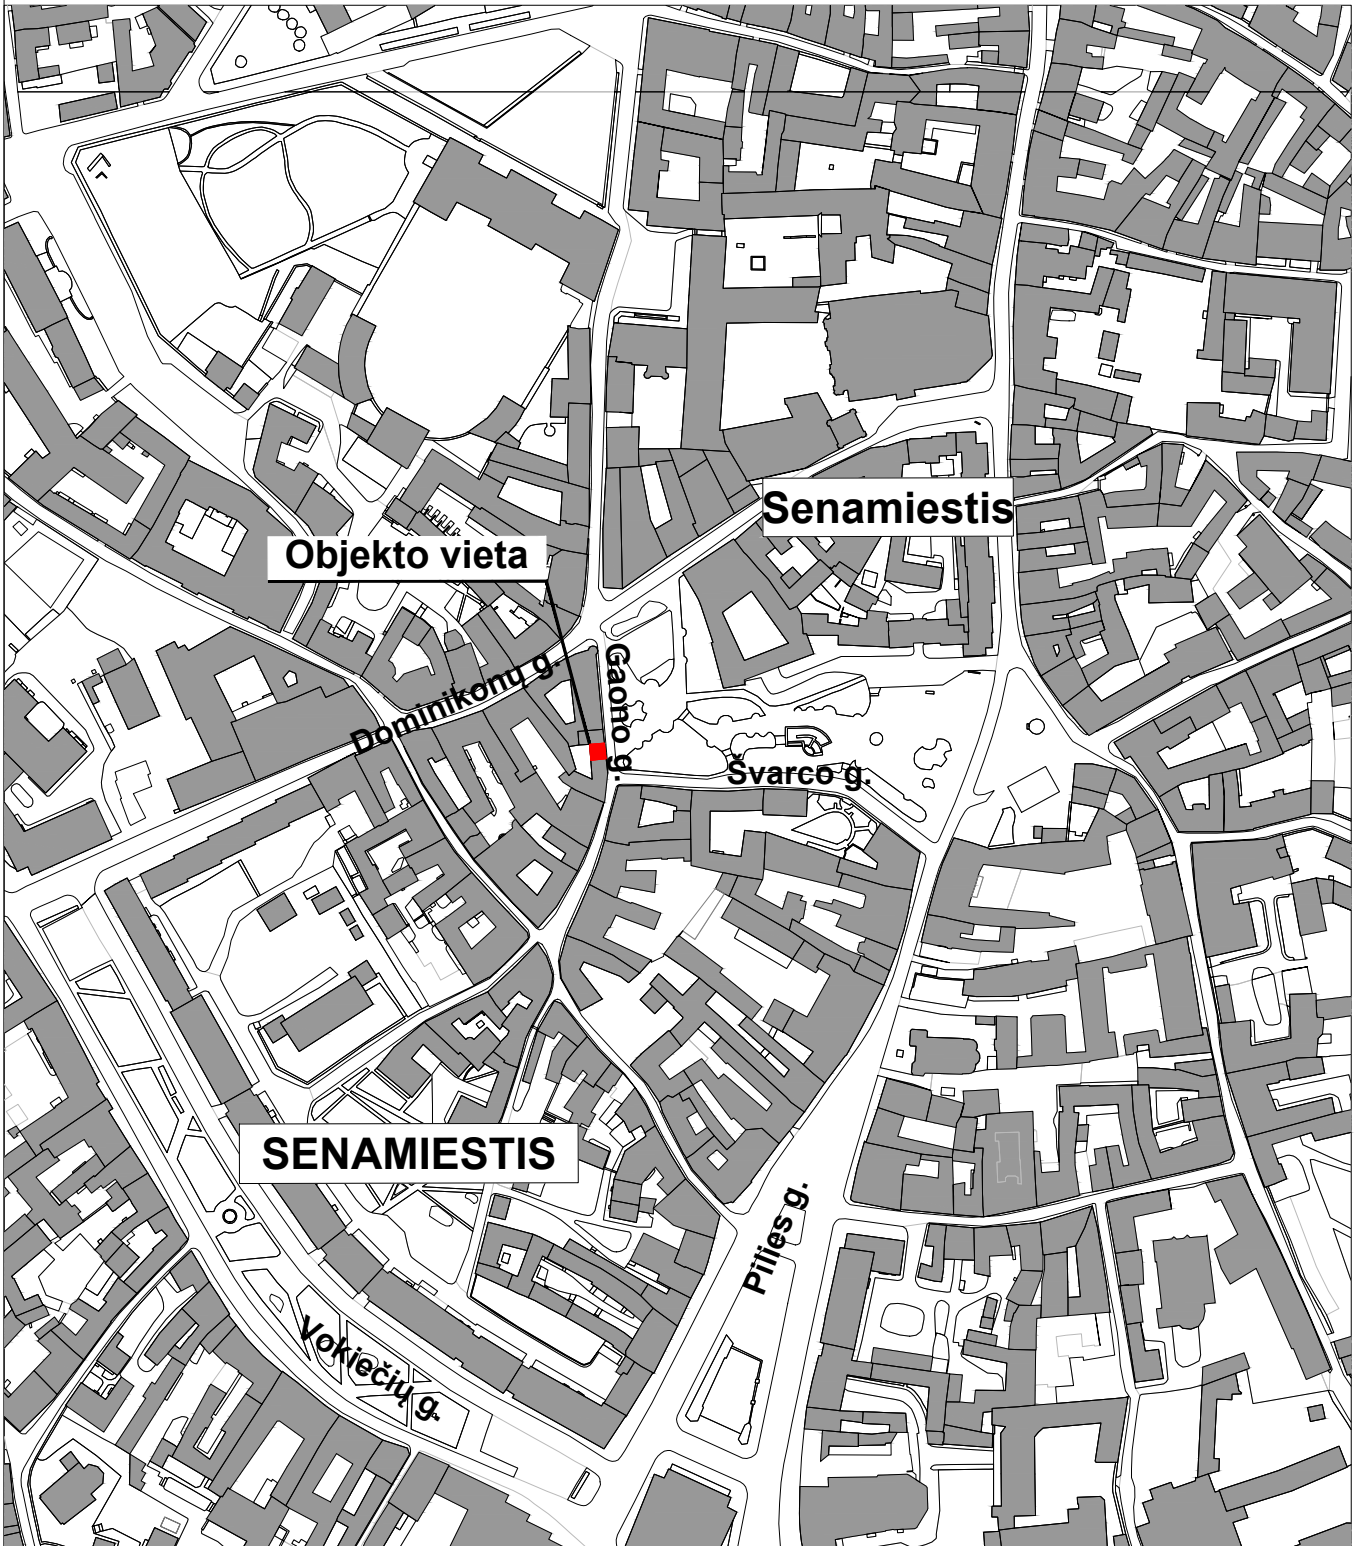 Senamiestis
Objekto vieta
Dominikonų g.
Gaono g.
Švarco g.
SENAMIESTIS
Pilies g.
Vokiečių g.